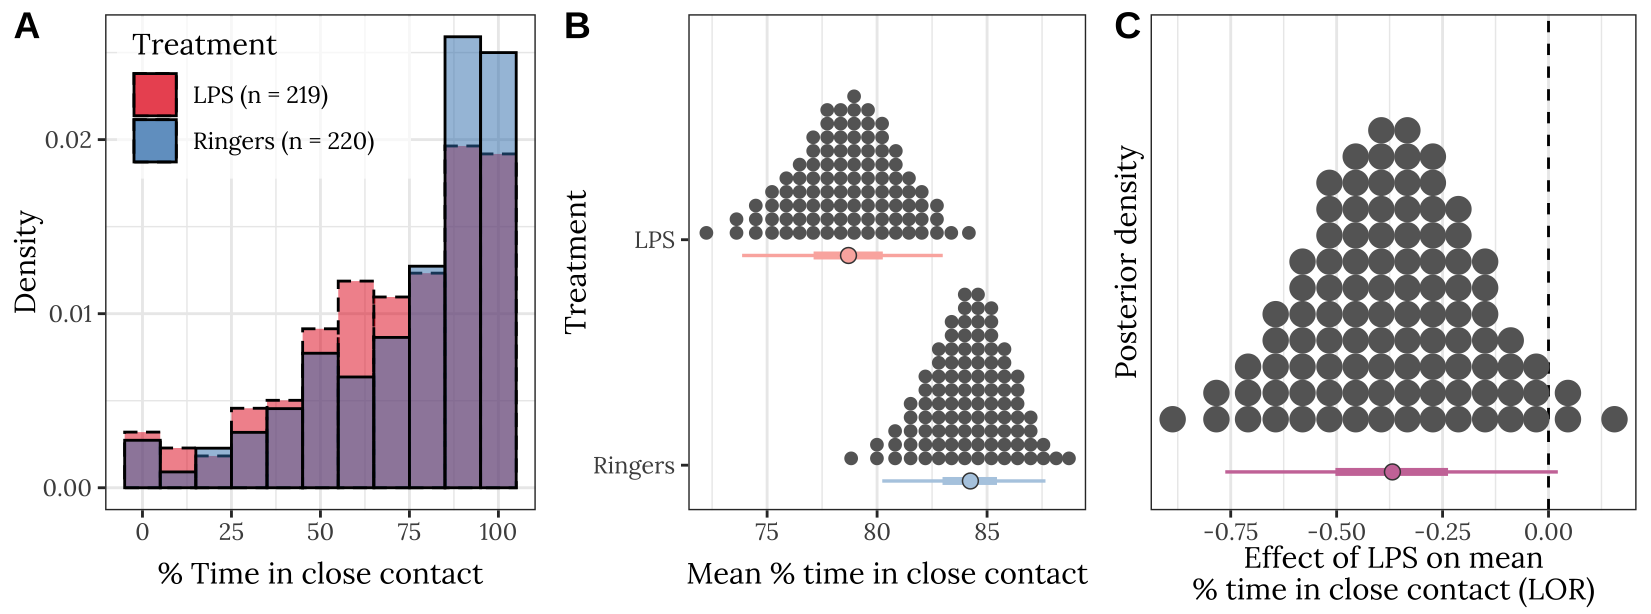 A
Treatment
LPS (n = 219)
Ringers (n = 220)
Density
0.02
0.01
0.00
0 25 50 75 100
% Time in close contact
B
Treatment
LPS
Ringers
75 80 85
Mean % time in close contact
C
Posterior density
-0.75 -0.50 -0.25 0.00
Effect of LPS on mean
% time in close contact (LOR)